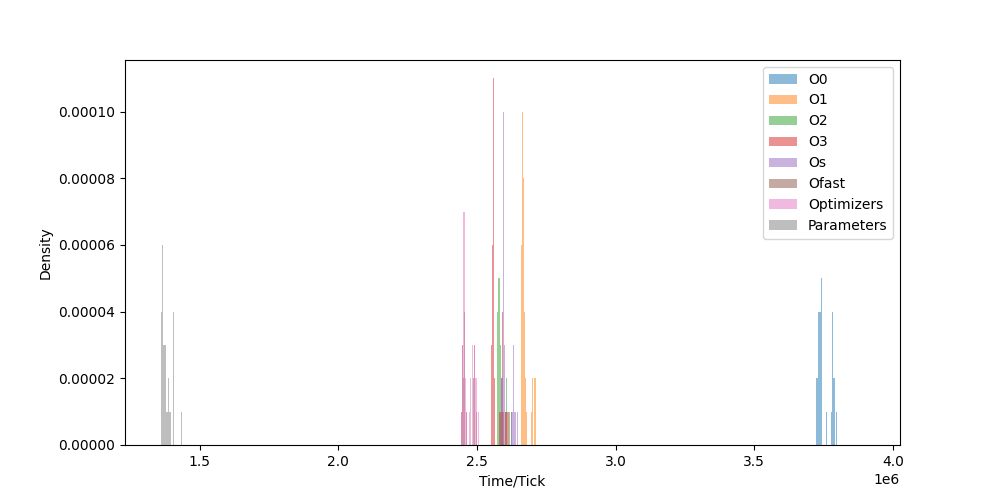 Density
0.00010
0.00008
0.00006
0.00004
0.00002
0.00000
1.5 2.0 2.5 3.0 3.5 4.0
1e6
Time/Tick
O0
O1
O2
O3
Os
Ofast
Optimizers
Parameters